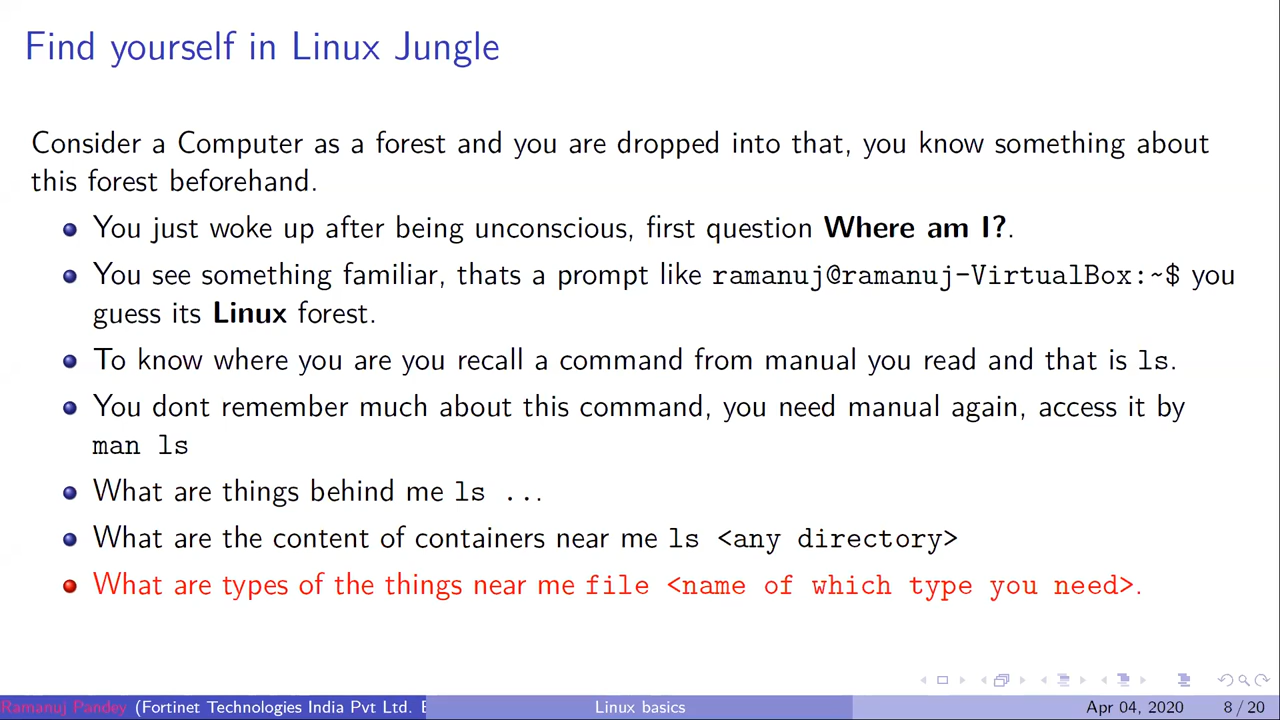 Find yourself in Linux Jungle
Consider a Computer as a forest and you are dropped into that, you know something about
this forest beforehand.
You just woke up after being unconscious, first question Where am I?.
You see something familiar, thats a prompt like ramanuj@ramanuj-VirtualBox:~$ you
guess its Linux forest.
To know where you are you recall a command from manual you read and that is ls.
You dont remember much about this command, you need manual again, access it by
man ls
What are things behind me ls ...
What are the content of containers near me ls <any directory>
What are types of the things near me file <name of which type you need>.
Ramanuj Pandey (Fortinet Technologies India Pvt Ltd. B
Linux basics
Apr 04, 2020
8 / 20